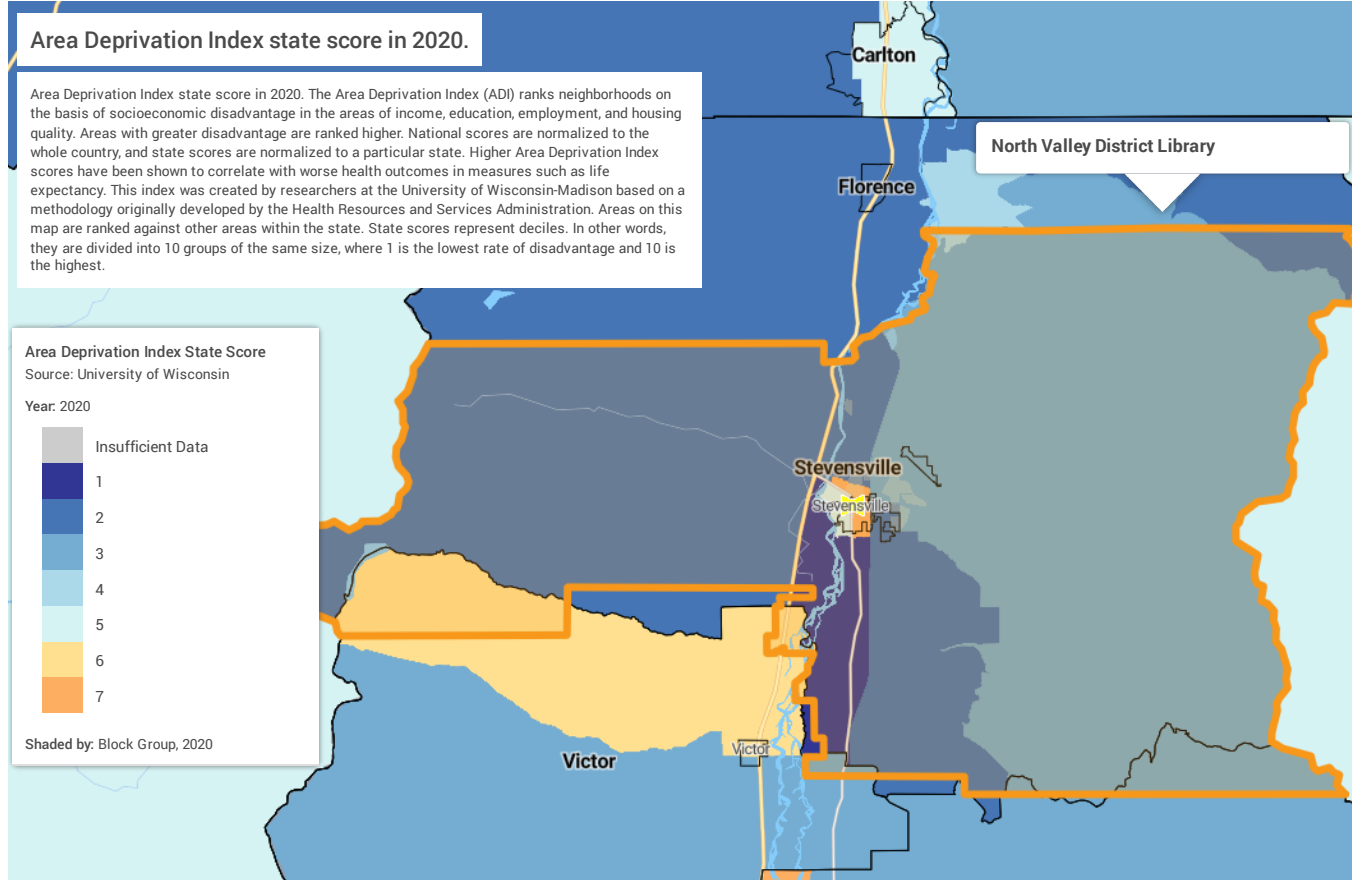 Area Deprivation Index state score in 2020.
Area Deprivation Index state score in 2020. The Area Deprivation Index (ADI) ranks neighborhoods on
the basis of socioeconomic disadvantage in the areas of income, education, employment, and housing
quality. Areas with greater disadvantage are ranked higher. National scores are normalized to the
whole country, and state scores are normalized to a particular state. Higher Area Deprivation Index
scores have been shown to correlate with worse health outcomes in measures such as life
expectancy. This index was created by researchers at the University of Wisconsin-Madison based on a
methodology originally developed by the Health Resources and Services Administration. Areas on this
map are ranked against other areas within the state. State scores represent deciles. In other words,
they are divided into 10 groups of the same size, where 1 is the lowest rate of disadvantage and 10 is
the highest.
Carlton
North Valley District Library
Florence
Area Deprivation Index State Score
Source: University of Wisconsin
Year: 2020
Insufficient Data
1
2
3
4
5
6
7
Shaded by: Block Group, 2020
Stevensville
Stevensville
Victor
Victor